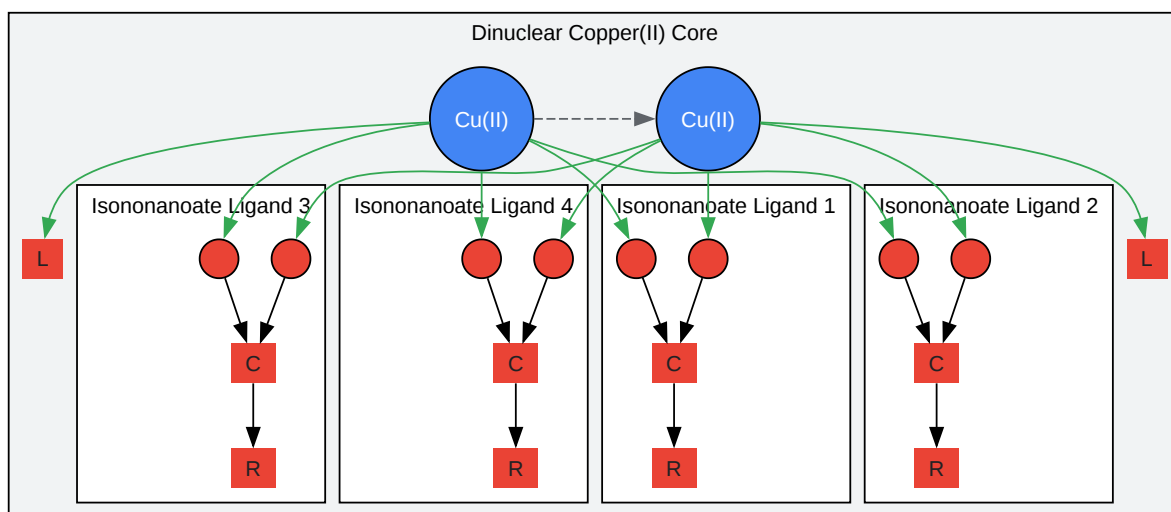 Dinuclear Copper(II) Core
Cu(II)
Cu(II)
Isononanoate Ligand 3
Isononanoate Ligand 4
Isononanoate Ligand 1
Isononanoate Ligand 2
L
L
C
C
C
C
R
R
R
R